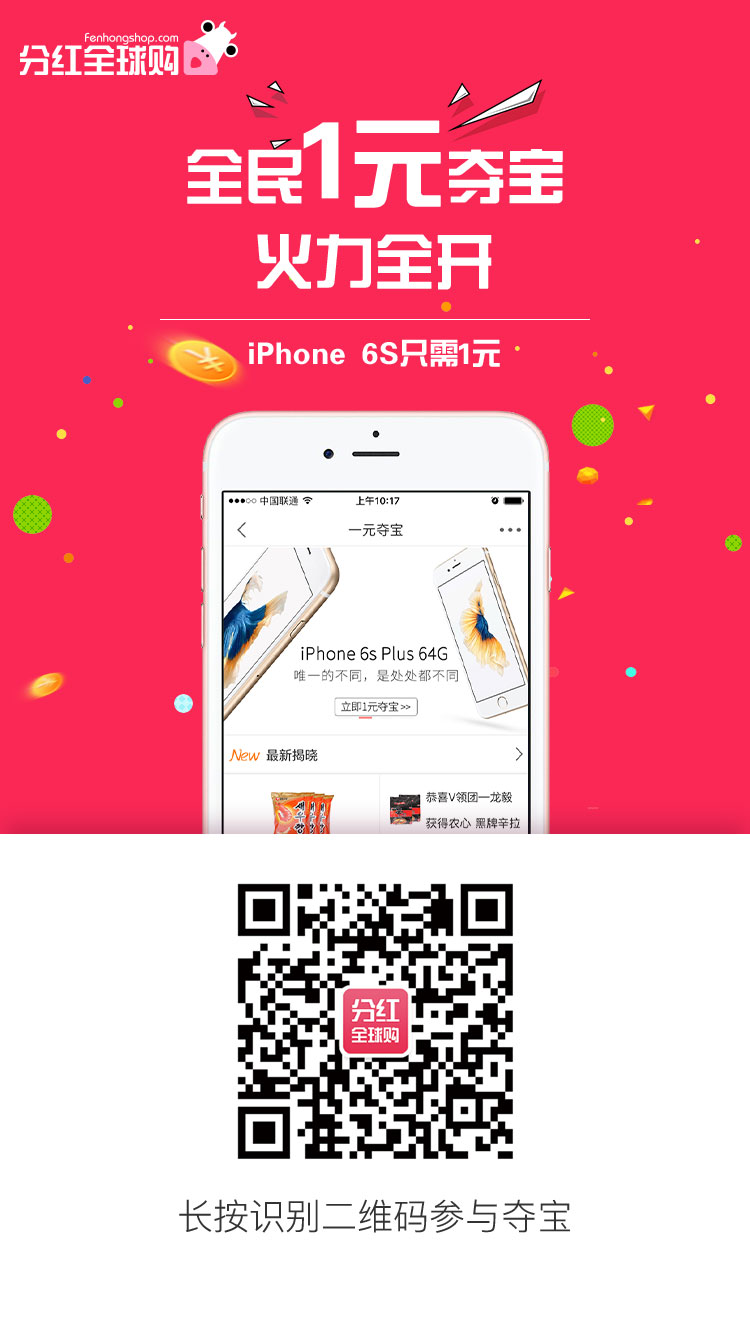 Fenhongshop.com
分红全球购
全民1元夺宝
火力全开
iPhone 6S只需1元
中国联通 上午10:17
一元夺宝
iPhone 6s Plus 64G
唯一的不同，是处处都不同
立即1元夺宝 >>
New 最新揭晓
恭喜V领团一龙毅
获得农心 黑牌辛拉
새우깡
分红
全球购
长按识别二维码参与夺宝